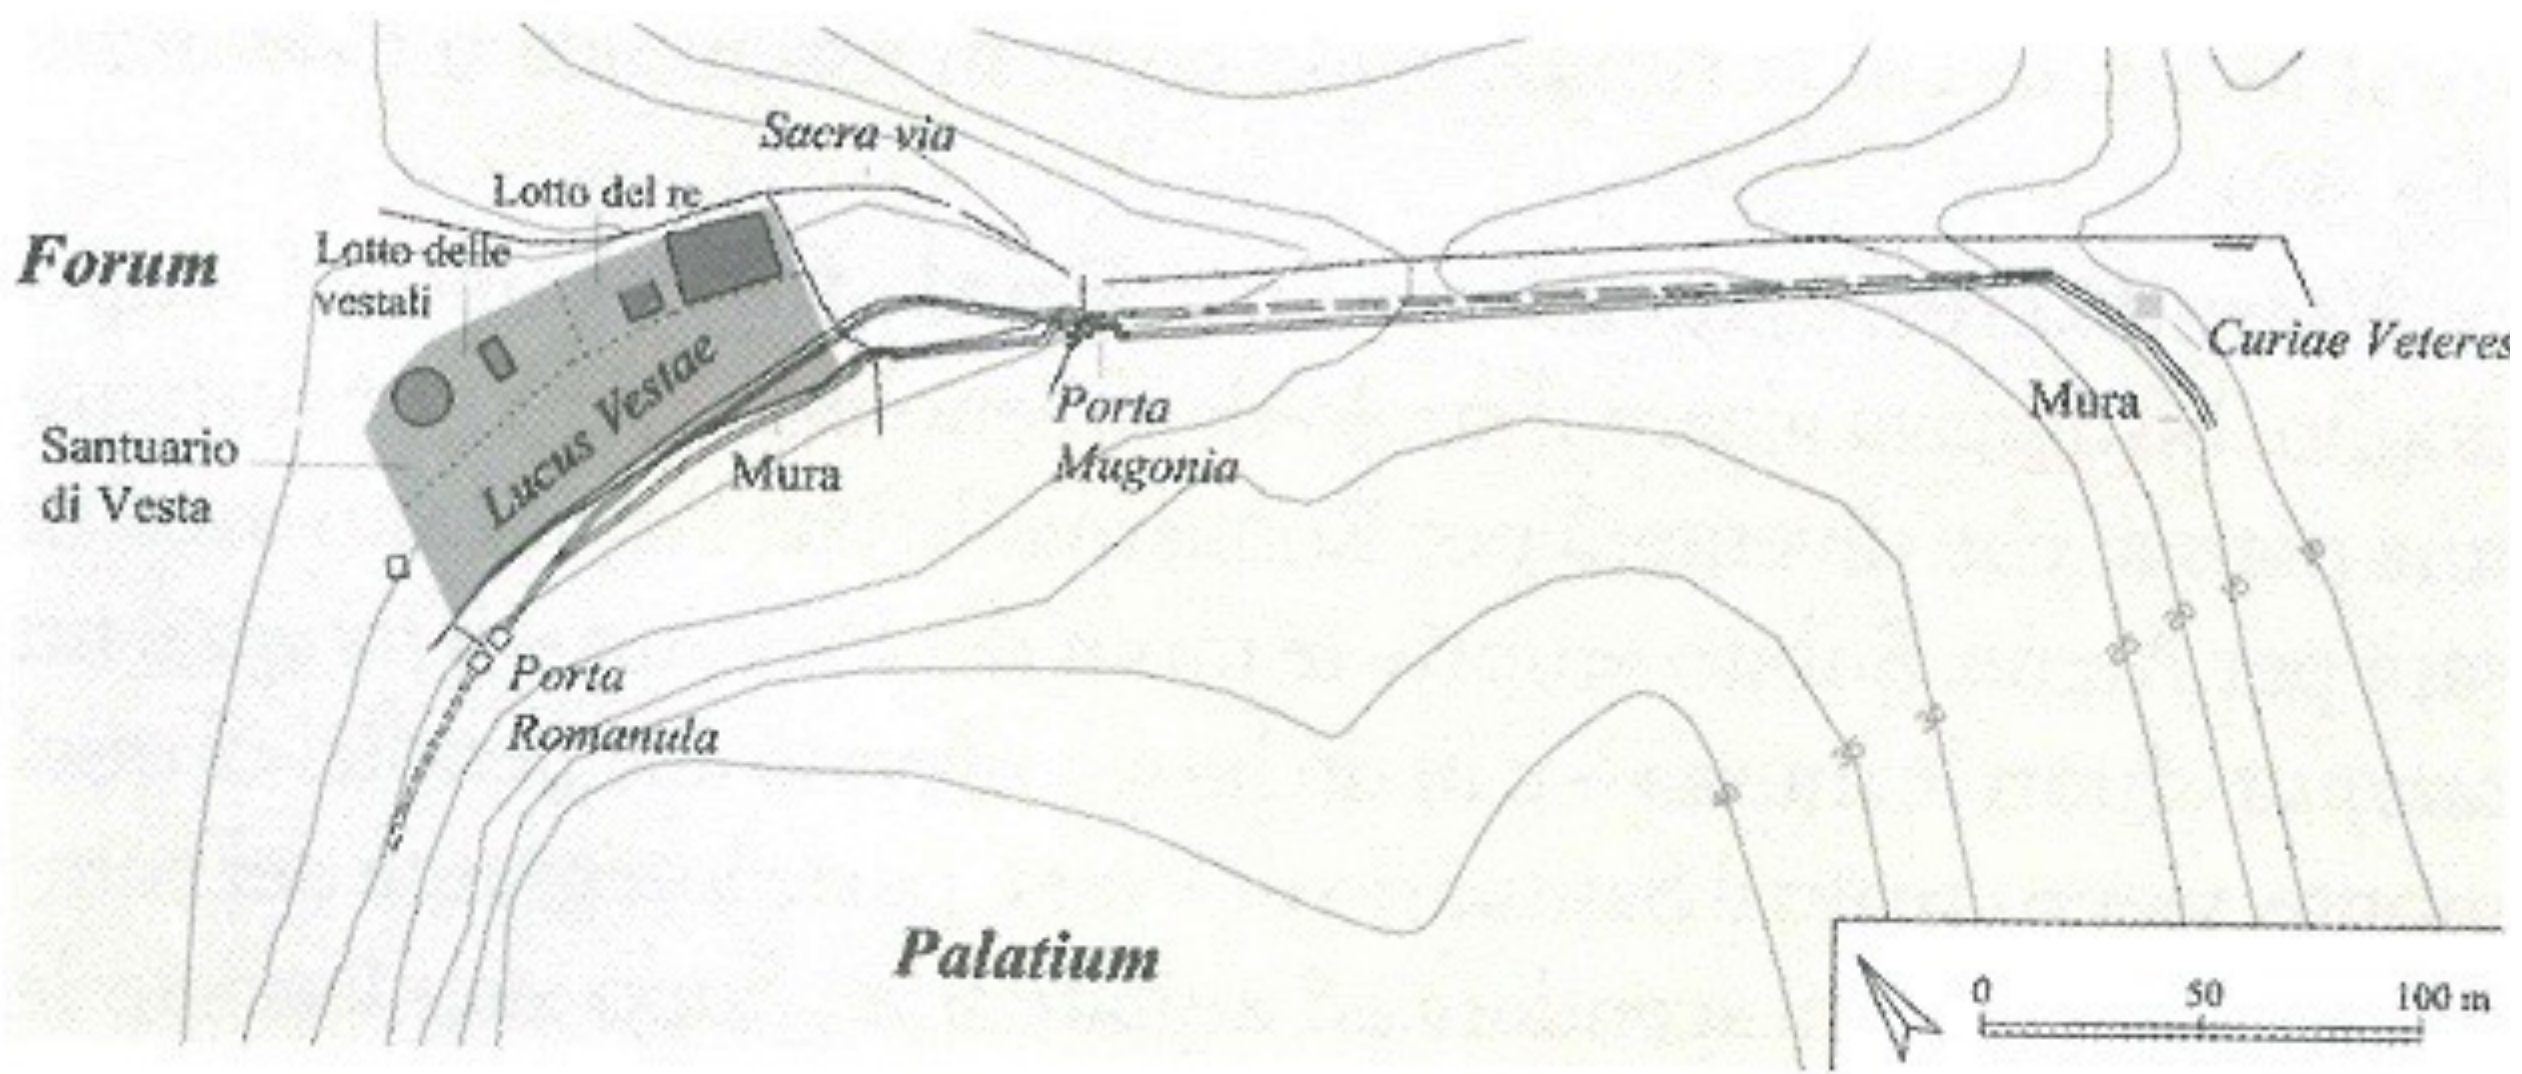 Sacra via
Lotto del re
Forum
Lotto delle
vestali
Curiae Veteres
Lucus Vestae
Porta
Mugonia
Mura
Santuario
di Vesta
Mura
Porta
Romanula
Palatium
0 50 100 m